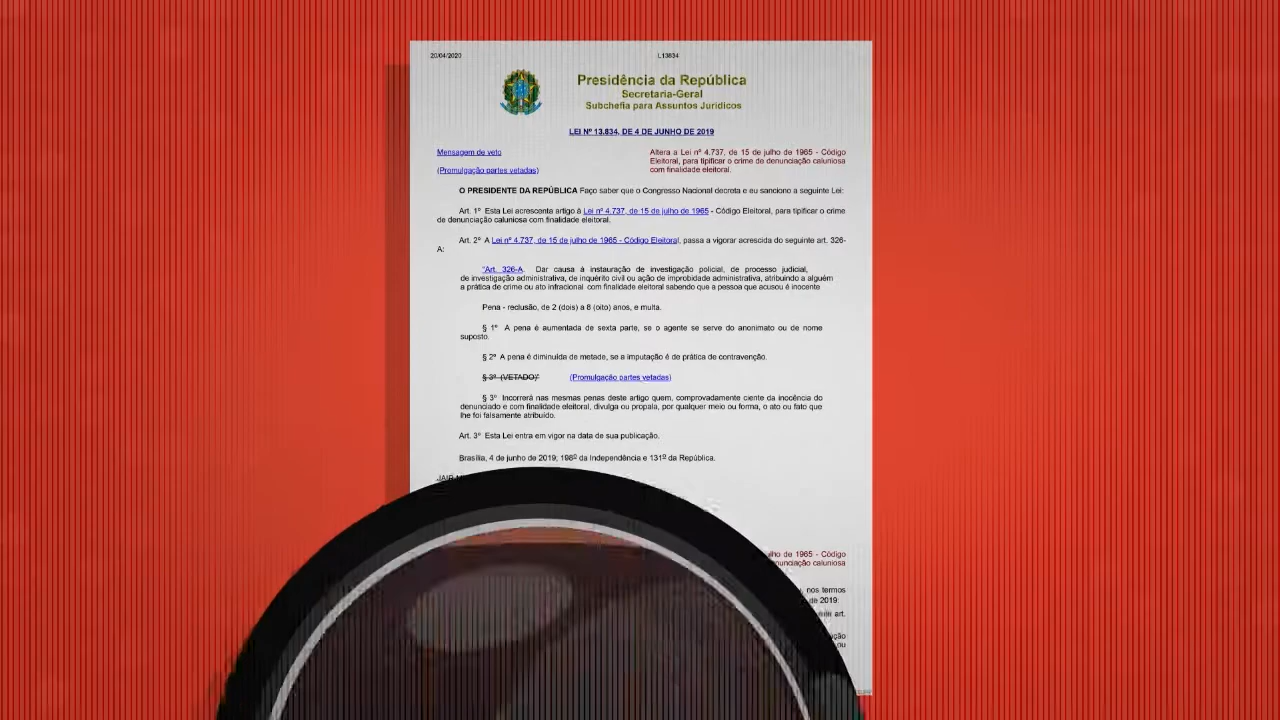 20/04/2020 L13834
Presidência da República
Secretaria-Geral
Subchefia para Assuntos Jurídicos
LEI Nº 13.834, DE 4 DE JUNHO DE 2019
Mensagem de veto
(Promulgação partes vetadas)
Altera a Lei nº 4.737, de 15 de julho de 1965 - Código
Eleitoral, para tipificar o crime de denunciação caluniosa
com finalidade eleitoral.
O PRESIDENTE DA REPÚBLICA Faço saber que o Congresso Nacional decreta e eu sanciono a seguinte Lei:
Art. 1º Esta Lei acrescenta artigo à Lei nº 4.737, de 15 de julho de 1965 - Código Eleitoral, para tipificar o crime
de denunciação caluniosa com finalidade eleitoral.
Art. 2º A Lei nº 4.737, de 15 de julho de 1965 - Código Eleitoral, passa a vigorar acrescida do seguinte art. 326-
A:
"Art. 326-A. Dar causa à instauração de investigação policial, de processo judicial,
de investigação administrativa, de inquérito civil ou ação de improbidade administrativa, atribuindo a alguém
a prática de crime ou ato infracional com finalidade eleitoral sabendo que a pessoa que acusou é inocente
Pena - reclusão, de 2 (dois) a 8 (oito) anos, e multa.
§ 1º A pena é aumentada de sexta parte, se o agente se serve do anonimato ou de nome
suposto.
§ 2º A pena é diminuída de metade, se a imputação é de prática de contravenção.
§ 3º (VETADO)" (Promulgação partes vetadas)
§ 3º Incorrerá nas mesmas penas deste artigo quem, comprovadamente ciente da inocência do
denunciado e com finalidade eleitoral, divulga ou propala, por qualquer meio ou forma, o ato ou fato que
lhe foi falsamente atribuído.
Art. 3º Esta Lei entra em vigor na data de sua publicação.
Brasília, 4 de junho de 2019; 198º da Independência e 131º da República.
JAIR
de 1965 - Código
caluniosa
nos termos
de 2019:
art.
ou